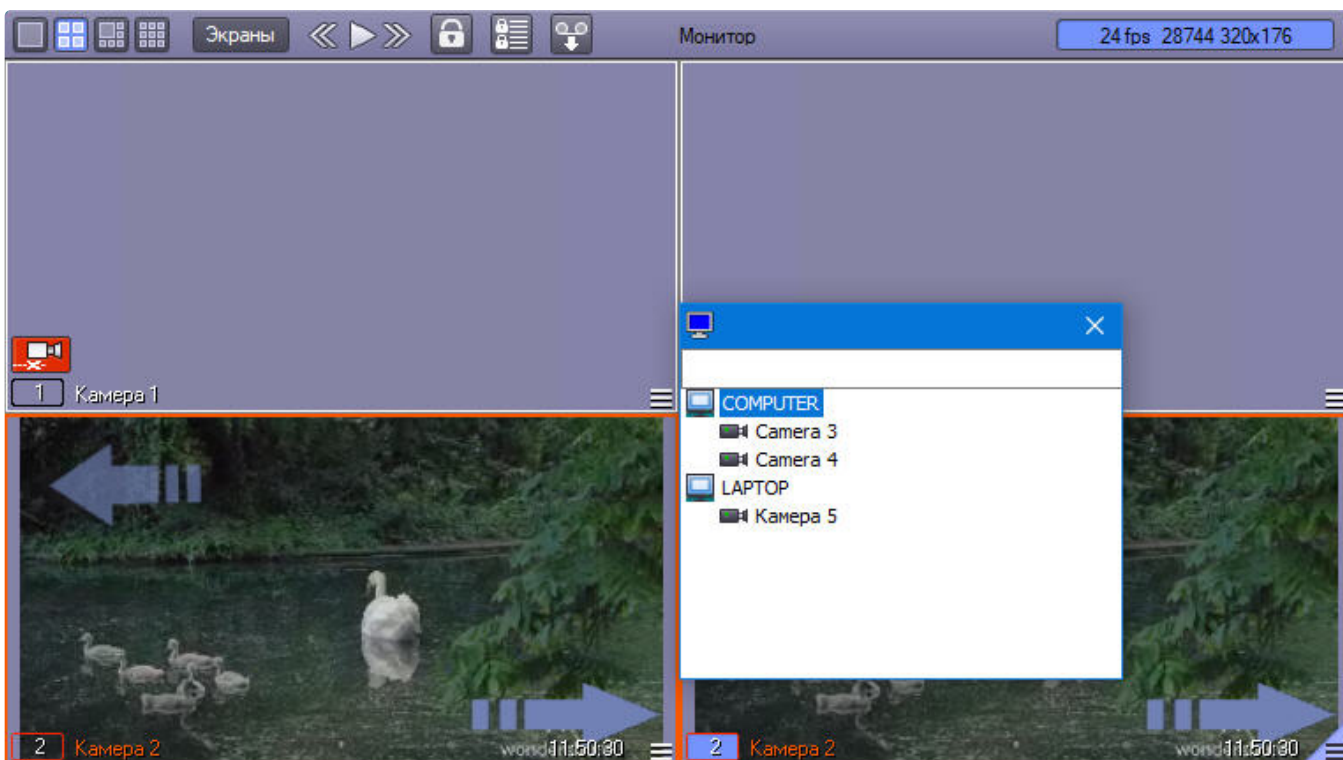 Экраны
Монитор
24 fps 28744 320x176
1 Камера 1
COMPUTER
Camera 3
Camera 4
LAPTOP
Камера 5
2 Камера 2
11:50:30
2 Камера 2
11:50:30